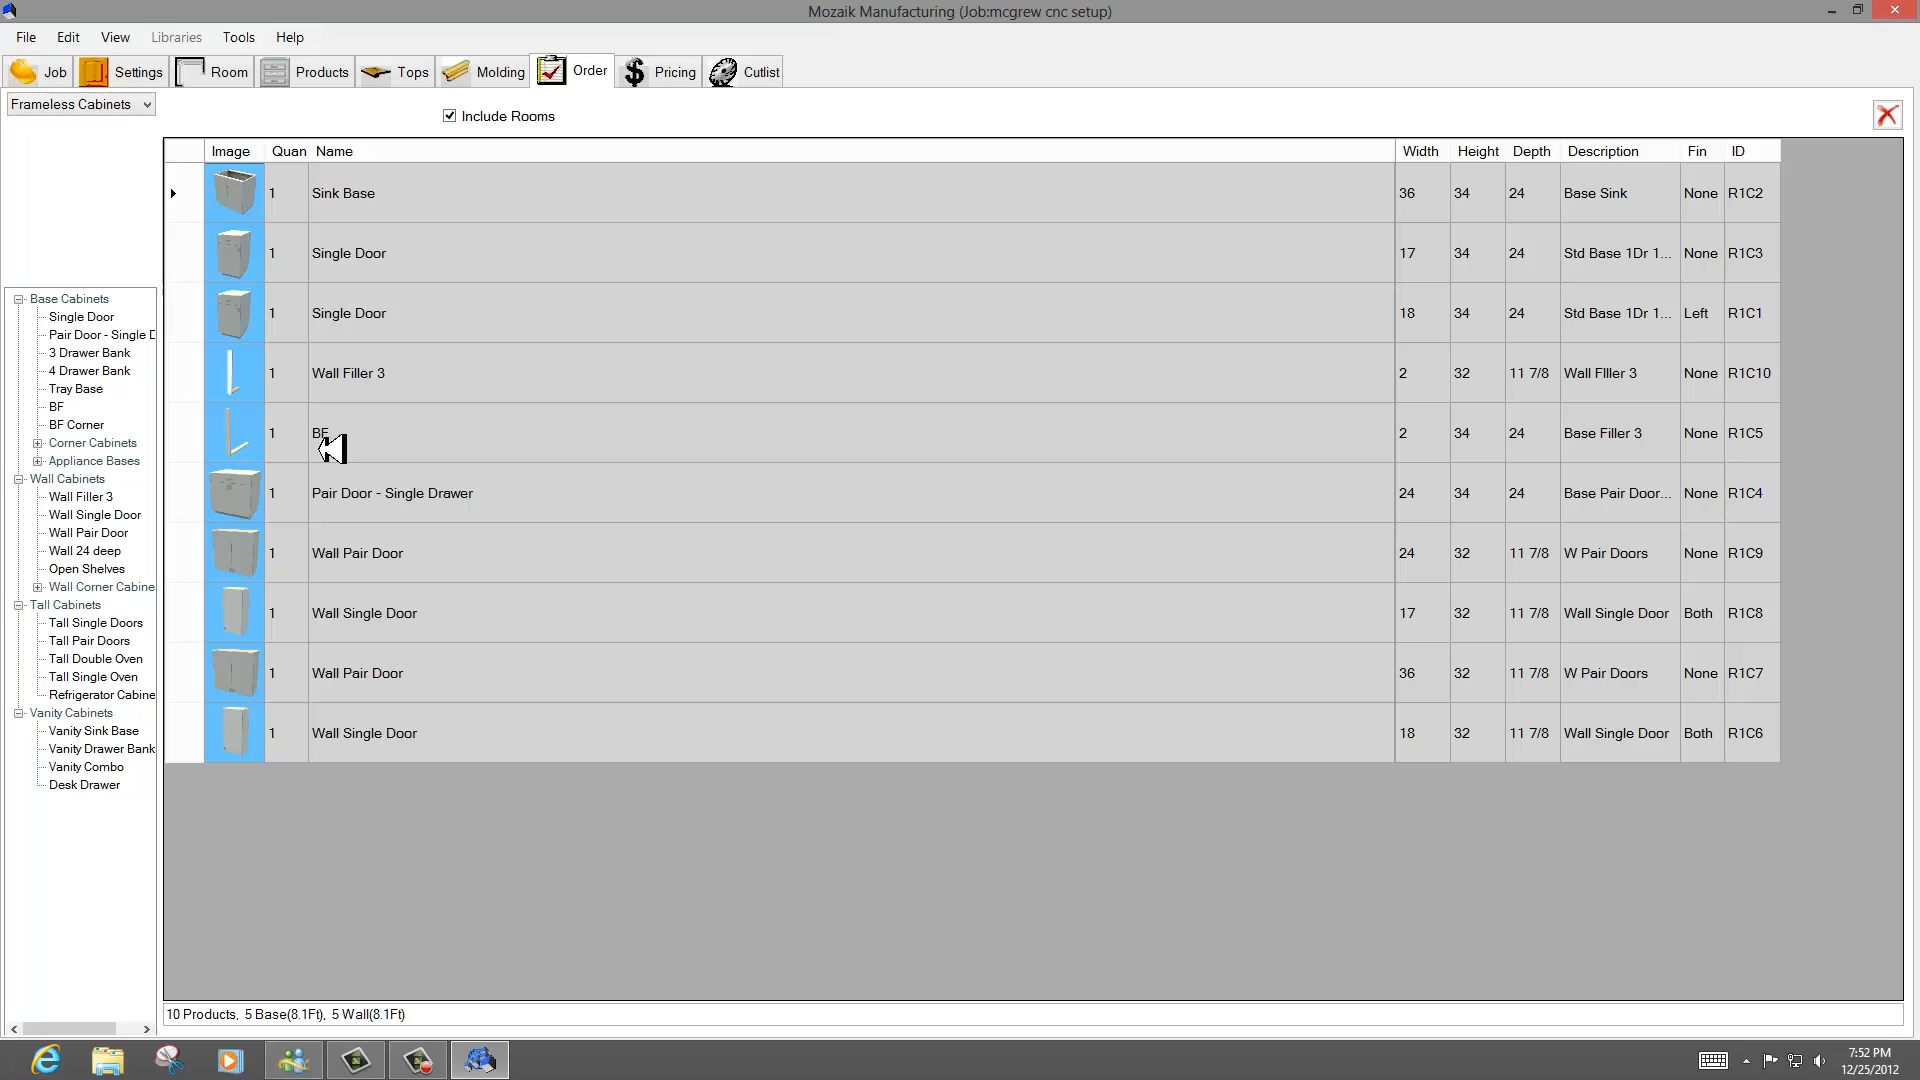 Mozaik Manufacturing (Job:mcgrew cnc setup)
File Edit View Libraries Tools Help
Job Settings Room Products Tops Molding Order Pricing Cutlist
Frameless Cabinets
Include Rooms
Image Quan Name Width Height Depth Description Fin ID
1 Sink Base 36 34 24 Base Sink None R1C2
1 Single Door 17 34 24 Std Base 1Dr 1... None R1C3
1 Single Door 18 34 24 Std Base 1Dr 1... Left R1C1
1 Wall Filler 3 2 32 11 7/8 Wall FIller 3 None R1C10
1 BF 2 34 24 Base Filler 3 None R1C5
1 Pair Door - Single Drawer 24 34 24 Base Pair Door... None R1C4
1 Wall Pair Door 24 32 11 7/8 W Pair Doors None R1C9
1 Wall Single Door 17 32 11 7/8 Wall Single Door Both R1C8
1 Wall Pair Door 36 32 11 7/8 W Pair Doors None R1C7
1 Wall Single Door 18 32 11 7/8 Wall Single Door Both R1C6
Base Cabinets
Single Door
Pair Door - Single D
3 Drawer Bank
4 Drawer Bank
Tray Base
BF
BF Corner
Corner Cabinets
Appliance Bases
Wall Cabinets
Wall Filler 3
Wall Single Door
Wall Pair Door
Wall 24 deep
Open Shelves
Wall Corner Cabine
Tall Cabinets
Tall Single Doors
Tall Pair Doors
Tall Double Oven
Tall Single Oven
Refrigerator Cabine
Vanity Cabinets
Vanity Sink Base
Vanity Drawer Bank
Vanity Combo
Desk Drawer
10 Products, 5 Base(8.1Ft), 5 Wall(8.1Ft)
7:52 PM
12/25/2012